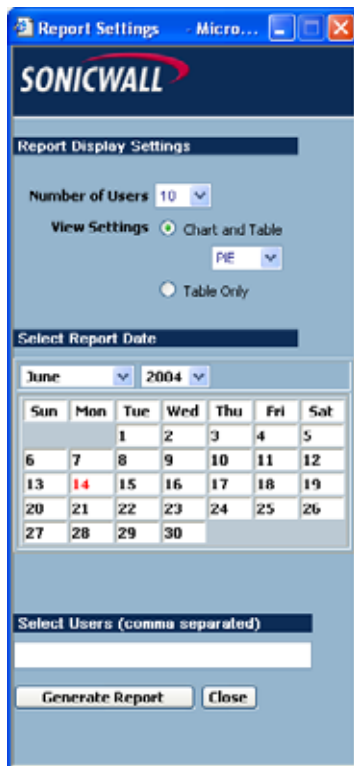 Report Settings - Micro...
SONICWALL
Report Display Settings
Number of Users 10
View Settings Chart and Table
PIE
Table Only
Select Report Date
June 2004
Sun Mon Tue Wed Thu Fri Sat
1 2 3 4 5
6 7 8 9 10 11 12
13 14 15 16 17 18 19
20 21 22 23 24 25 26
27 28 29 30
Select Users (comma separated)
Generate Report Close